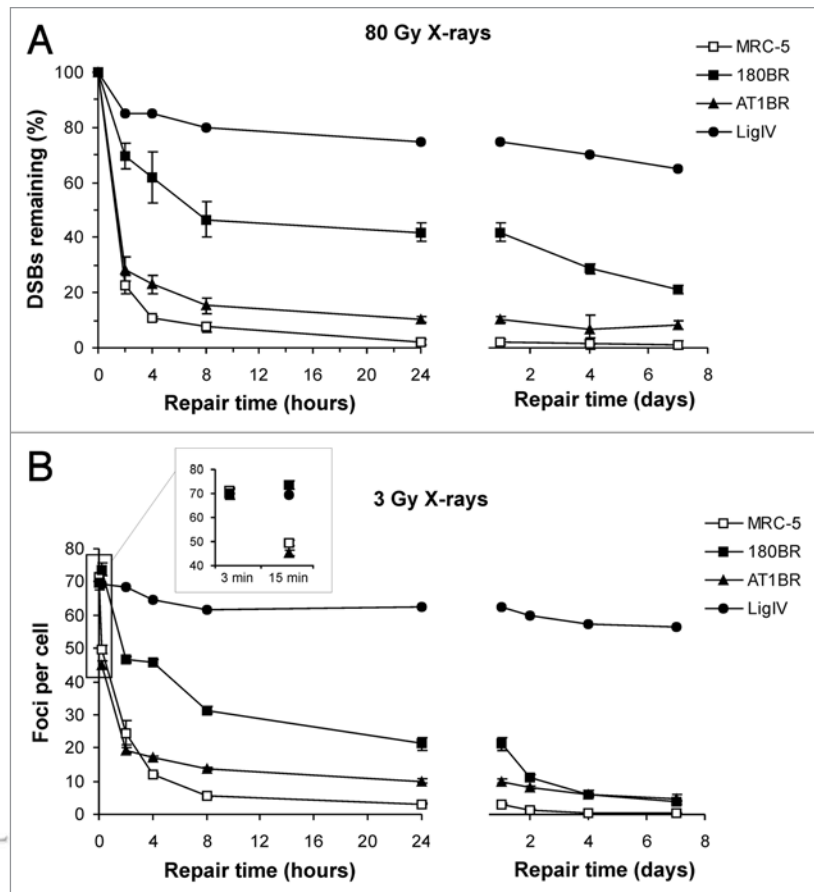 A
80 Gy X-rays
MRC-5
180BR
AT1BR
LigIV
DSBs remaining (%)
100
80
60
40
20
0
0 4 8 12 16 20 24
2 4 6 8
Repair time (hours)
Repair time (days)
B
3 Gy X-rays
80
70
60
50
40
3 min 15 min
MRC-5
180BR
AT1BR
LigIV
Foci per cell
80
70
60
50
40
30
20
10
0
0 4 8 12 16 20 24
2 4 6 8
Repair time (hours)
Repair time (days)